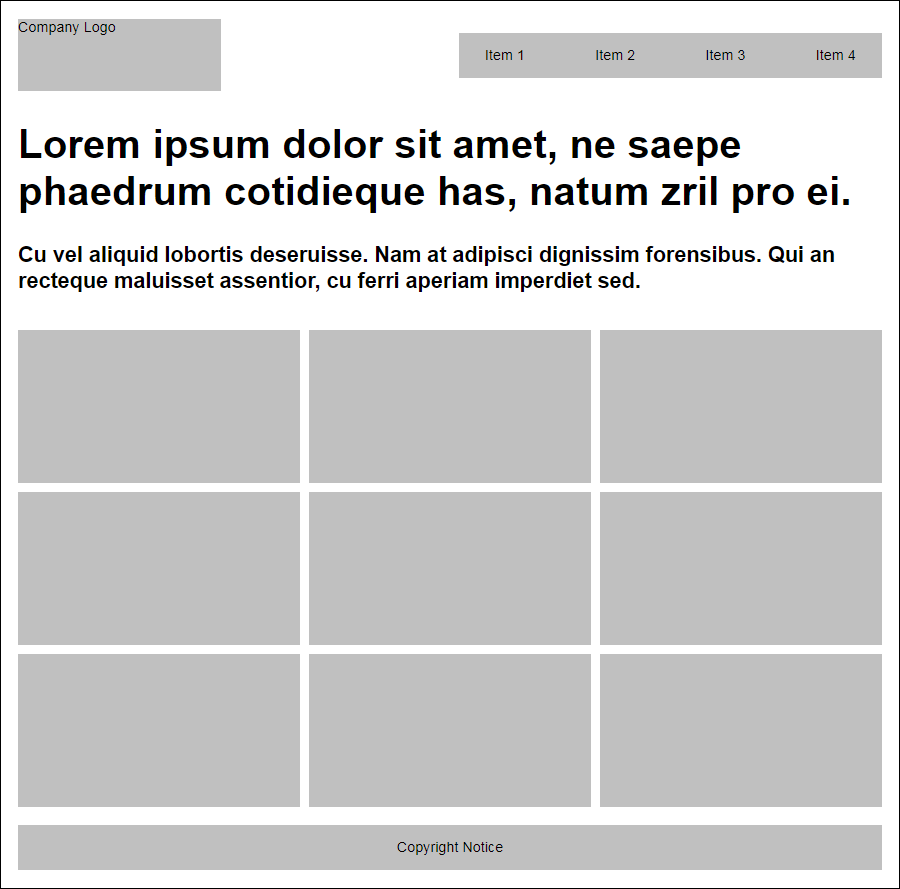 Company Logo
Item 1 Item 2 Item 3 Item 4
Lorem ipsum dolor sit amet, ne saepe
phaedrum cotidieque has, natum zril pro ei.
Cu vel aliquid lobortis deseruisse. Nam at adipisci dignissim forensibus. Qui an
recteque maluisset assentior, cu ferri aperiam imperdiet sed.
Copyright Notice